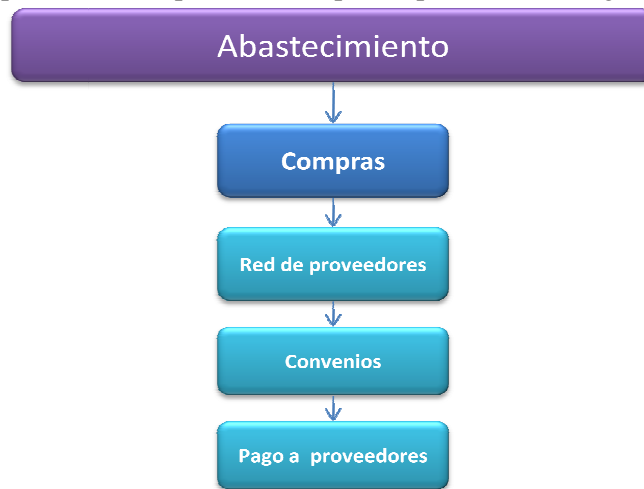 Abastecimiento
Compras
Red de proveedores
Convenios
Pago a  proveedores